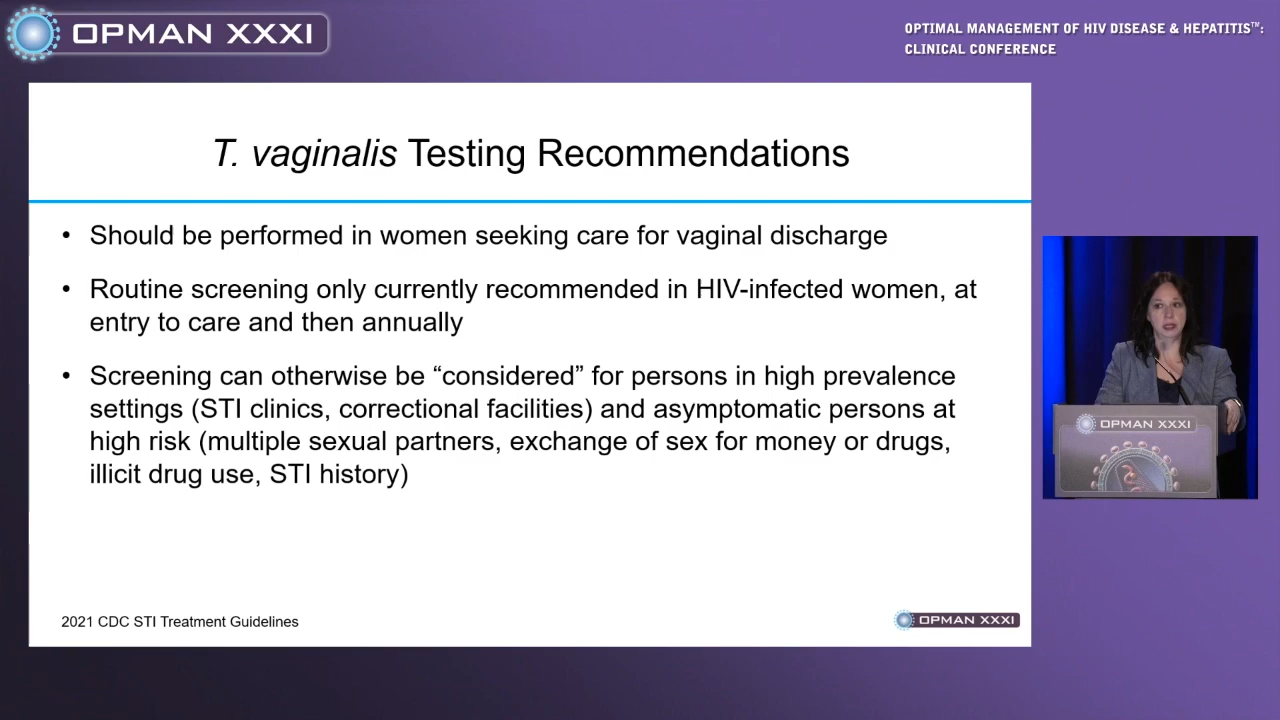 OPMAN XXXI
OPTIMAL MANAGEMENT OF HIV DISEASE & HEPATITIS™:
CLINICAL CONFERENCE
T. vaginalis Testing Recommendations
• Should be performed in women seeking care for vaginal discharge
• Routine screening only currently recommended in HIV-infected women, at
entry to care and then annually
• Screening can otherwise be “considered” for persons in high prevalence
settings (STI clinics, correctional facilities) and asymptomatic persons at
high risk (multiple sexual partners, exchange of sex for money or drugs,
illicit drug use, STI history)
2021 CDC STI Treatment Guidelines
OPMAN XXXI
OPMAN XXXI